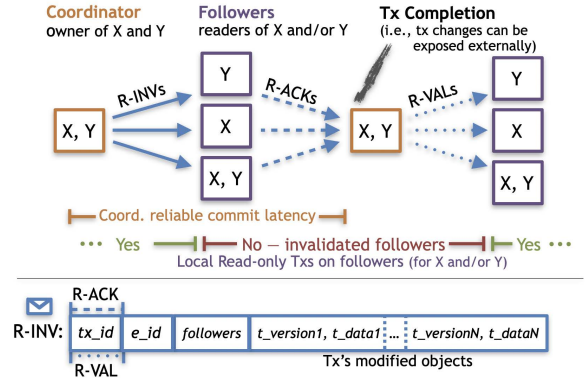 Coordinator
owner of X and Y
Followers
readers of X and/or Y
Tx Completion
(i.e., tx changes can be
exposed externally)
R-INVs
R-ACKs
R-VALs
X, Y
Y
X
X, Y
X, Y
Y
X
X, Y
Coord. reliable commit latency
··· Yes
No — invalidated followers
Yes ···
Local Read-only Txs on followers (for X and/or Y)
R-ACK
R-INV:
tx_id
e_id
followers
t_version1, t_data1
...
t_versionN, t_dataN
R-VAL
Tx's modified objects